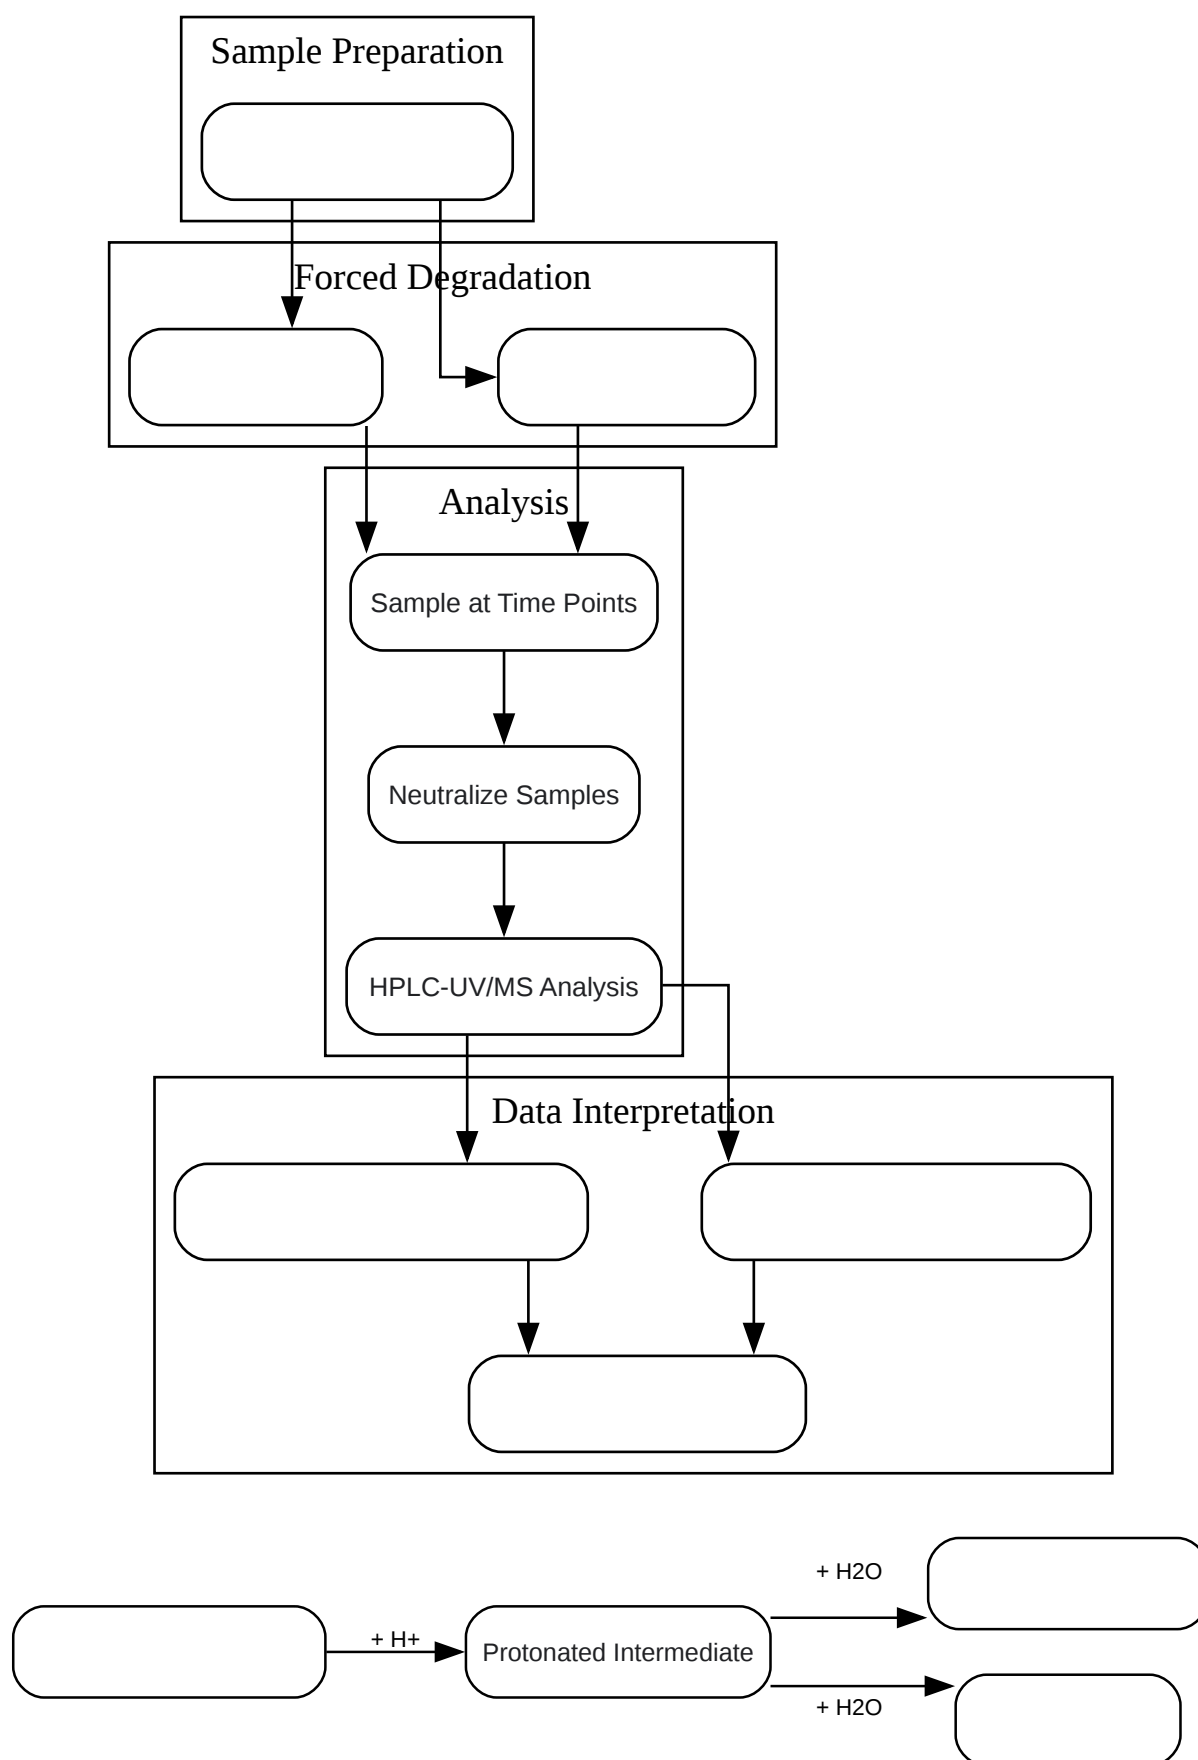 Sample Preparation
Forced Degradation
Analysis
Sample at Time Points
Neutralize Samples
HPLC-UV/MS Analysis
Data Interpretation
+ H2O
+ H+
Protonated Intermediate
+ H2O